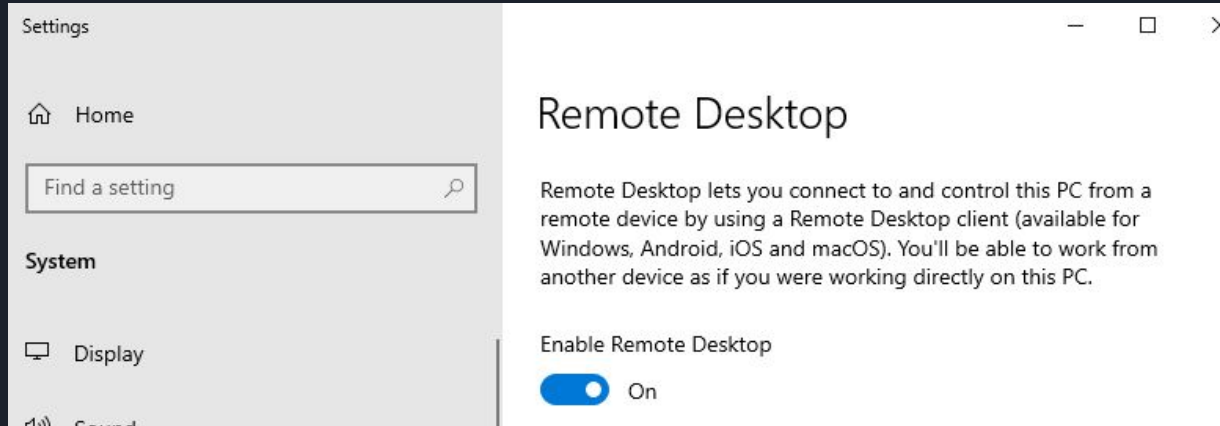 Settings
Home
Find a setting
System
Display
Sound
Remote Desktop
Remote Desktop lets you connect to and control this PC from a
remote device by using a Remote Desktop client (available for
Windows, Android, iOS and macOS). You'll be able to work from
another device as if you were working directly on this PC.
Enable Remote Desktop
On